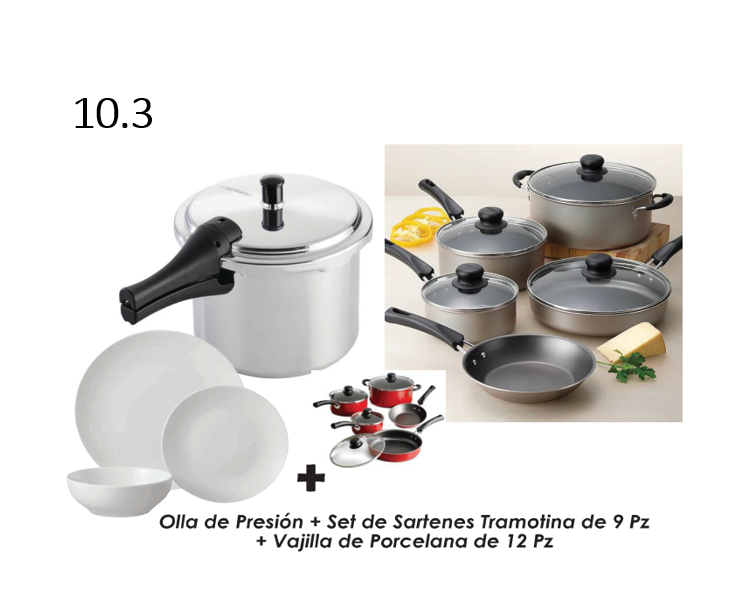 10.3
Olla de Presión + Set de Sartenes Tramotina de 9 Pz
+ Vajilla de Porcelana de 12 Pz